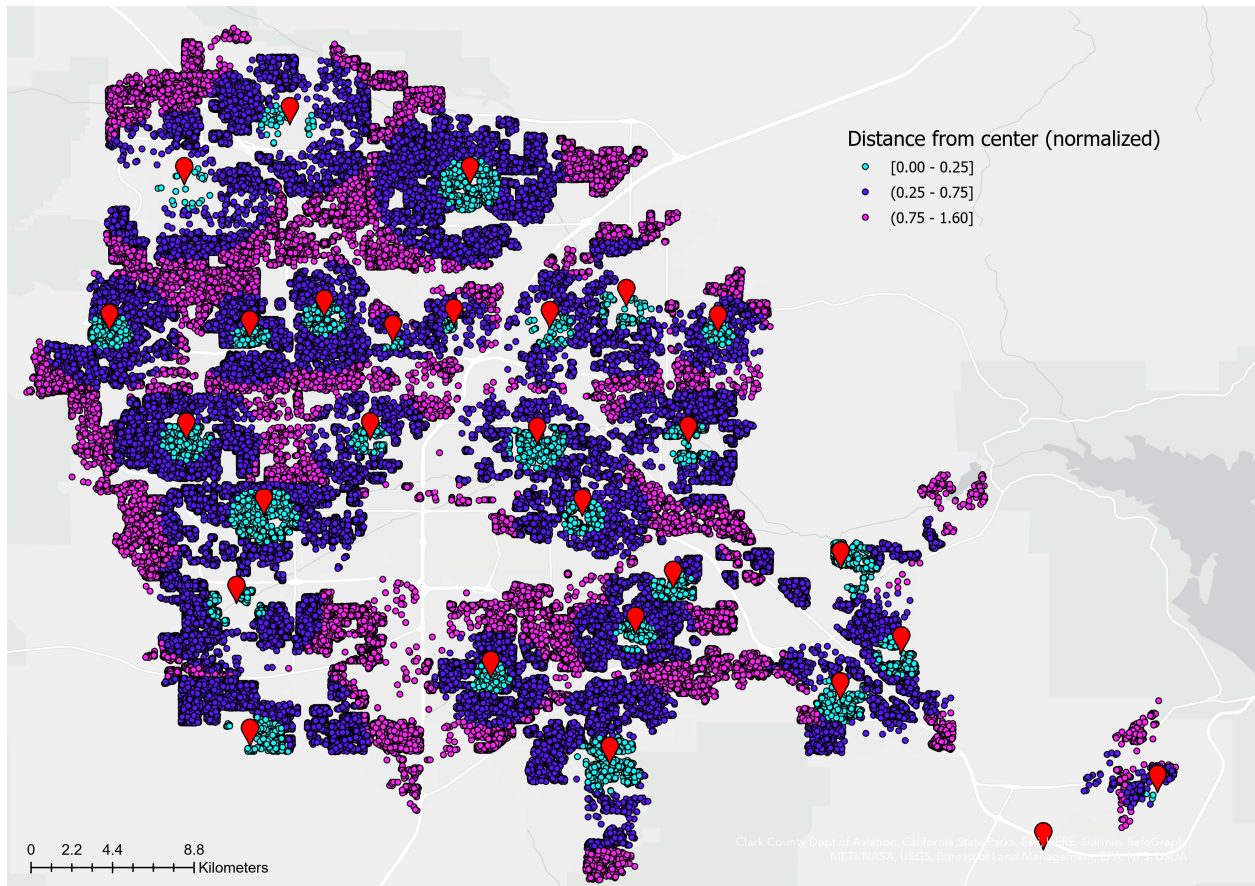 Distance from center (normalized)
[0.00 - 0.25]
(0.25 - 0.75]
(0.75 - 1.60]
0 2.2 4.4 8.8
Kilometers
Clark County Dept of Aviation, California State Parks, Garmin, SafeGraph,
METI/NASA, USGS, Bureau of Land Management, EPA, NPS, USDA